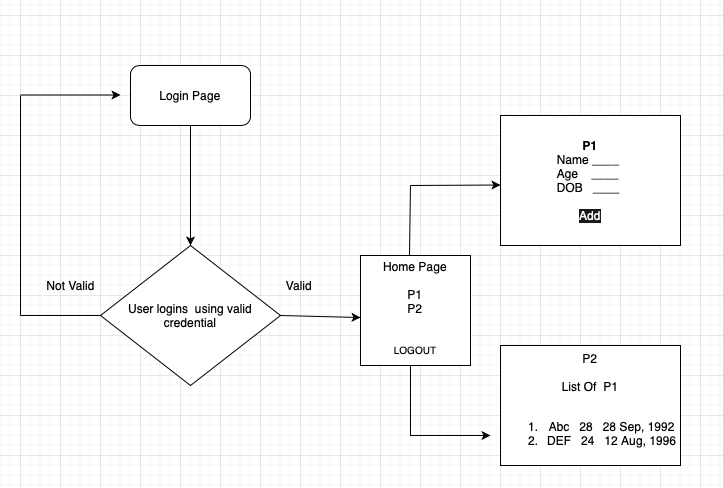 Login Page
Not Valid
User logins using valid
credential
Valid
Home Page
P1
P2
LOGOUT
P1
Name ____
Age ____
DOB ____
Add
P2
List Of P1
1. Abc 28 28 Sep, 1992
2. DEF 24 12 Aug, 1996